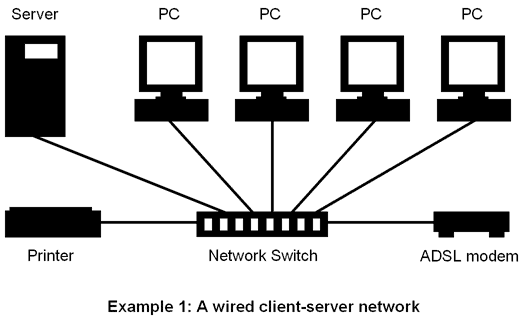 Server
PC
PC
PC
PC
Printer
Network Switch
ADSL modem
Example 1: A wired client-server network